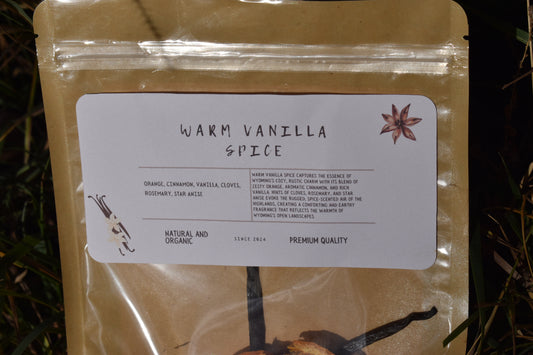 WARM VANILLA
SPICE
ORANGE, CINNAMON, VANILLA, CLOVES,
ROSEMARY, STAR ANISE
WARM VANILLA SPICE CAPTURES THE ESSENCE OF
WYOMING'S COZY, RUSTIC CHARM WITH ITS BLEND OF
ZESTY ORANGE, AROMATIC CINNAMON, AND RICH
VANILLA. HINTS OF CLOVES, ROSEMARY, AND STAR
ANISE EVOKE THE RUGGED, SPICE-SCENTED AIR OF THE
HIGHLANDS, CREATING A COMFORTING AND EARTHY
FRAGRANCE THAT REFLECTS THE WARMTH OF
WYOMING'S OPEN LANDSCAPES
NATURAL AND
ORGANIC
SINCE 2024
PREMIUM QUALITY